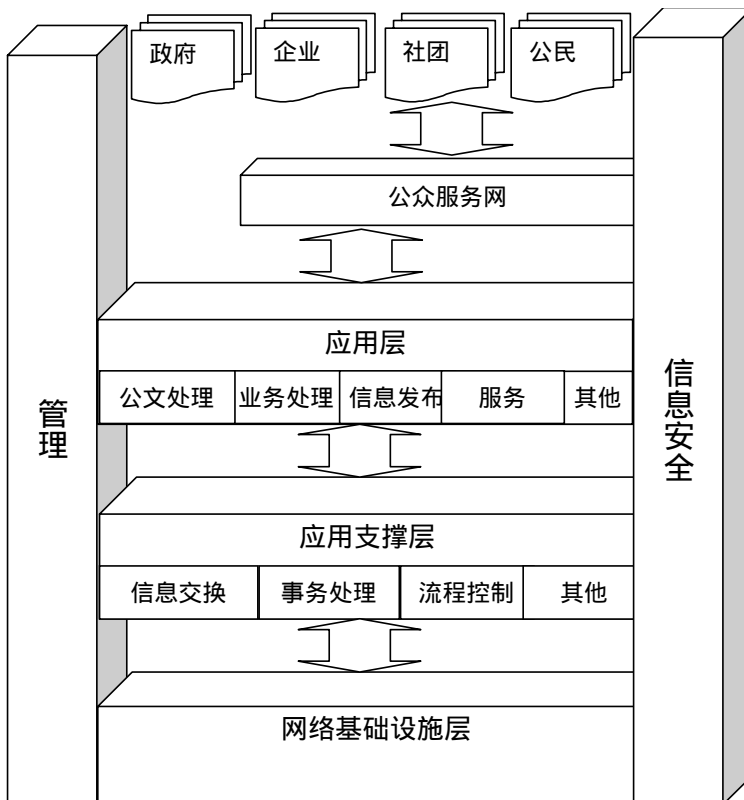 政府 企业 社团 公民
公众服务网
应用层
公文处理 业务处理 信息发布 服务 其他
管理
信息安全
应用支撑层
信息交换 事务处理 流程控制 其他
网络基础设施层